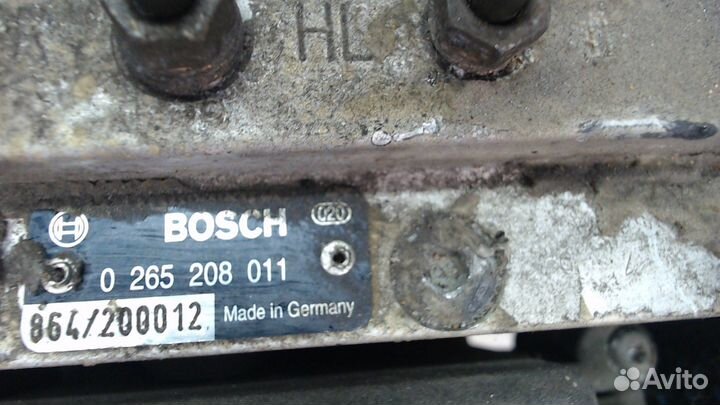 HL
BOSCH
020
0 265 208 011
864/200012
Made in Germany
Avito